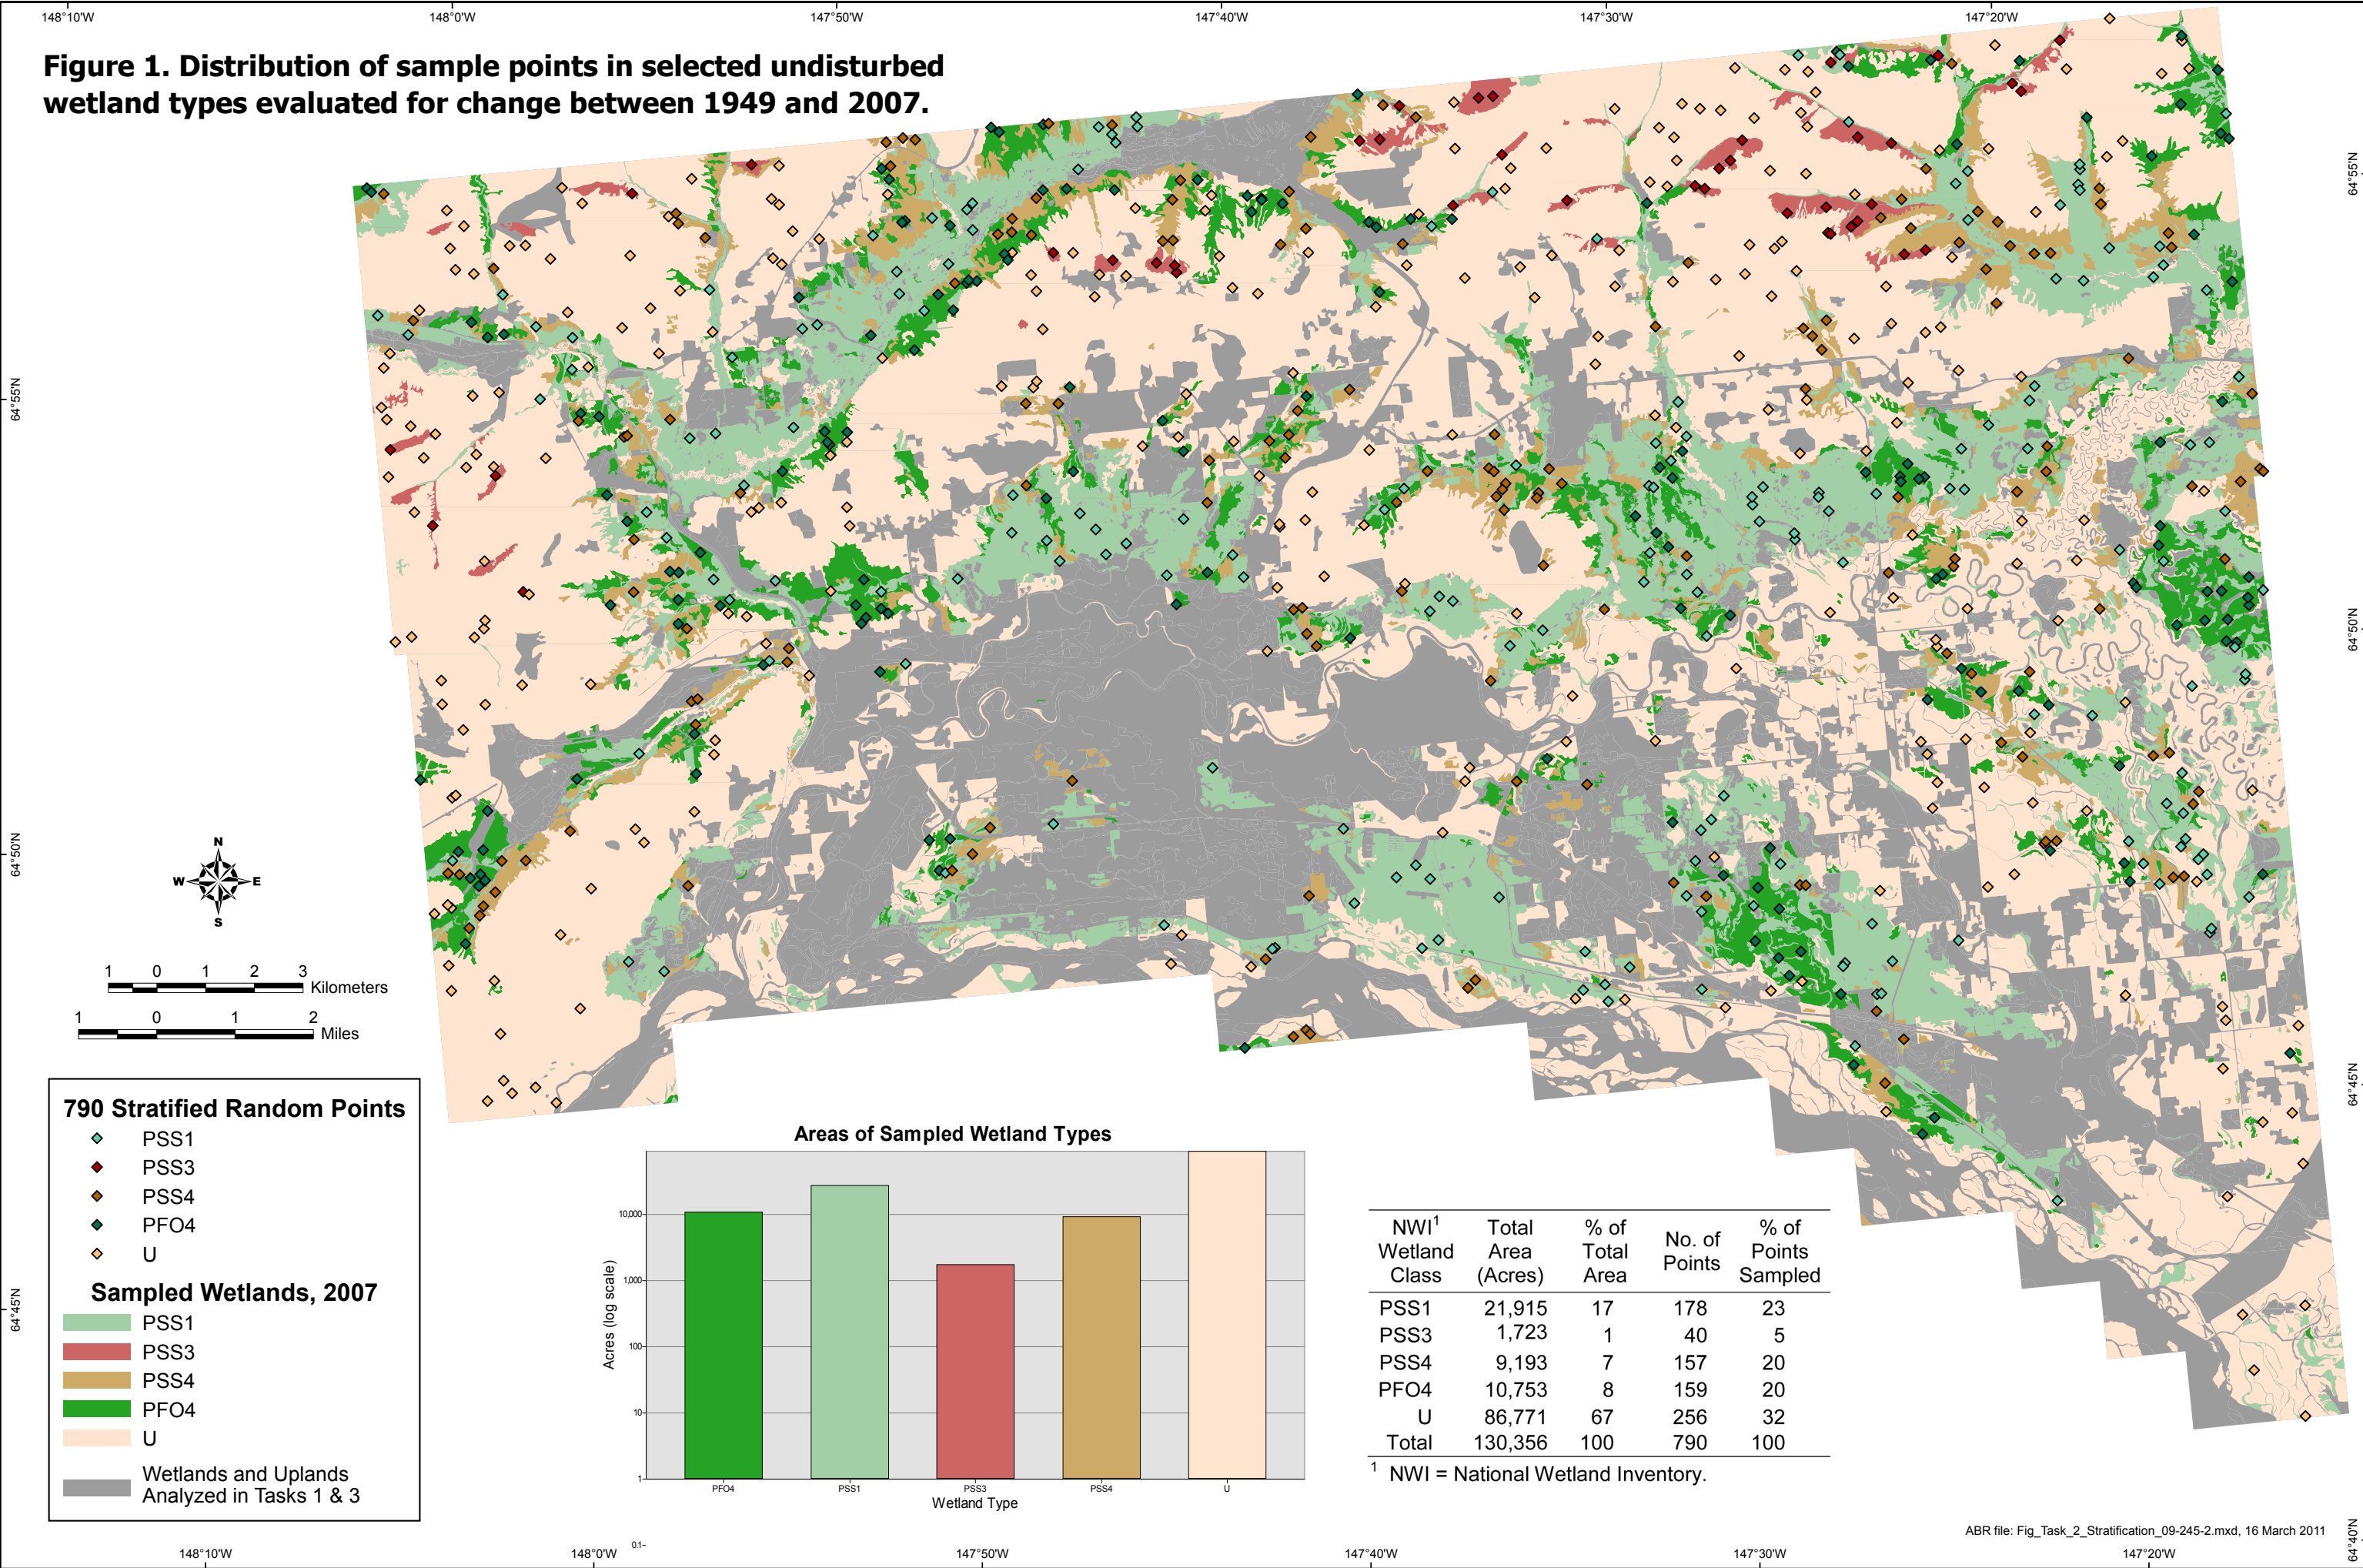 148°10'W 148°0'W 147°50'W 147°40'W 147°30'W 147°20'W
Figure 1. Distribution of sample points in selected undisturbed
wetland types evaluated for change between 1949 and 2007.
64°55'N
64°55'N
64°50'N
64°50'N
64°45'N
64°45'N
64°40'N
N
W E
S
1 0 1 2 3 Kilometers
1 0 1 2 Miles
790 Stratified Random Points
PSS1
PSS3
PSS4
PFO4
U
Sampled Wetlands, 2007
PSS1
PSS3
PSS4
PFO4
U
Wetlands and Uplands
Analyzed in Tasks 1 & 3
Areas of Sampled Wetland Types
Acres (log scale)
10,000
1,000
100
10
1
0.1
PFO4 PSS1 PSS3 PSS4 U
Wetland Type
NWI1 Total % of No. of % of
Wetland Area Total Points Points
Class (Acres) Area Sampled
PSS1 21,915 17 178 23
PSS3 1,723 1 40 5
PSS4 9,193 7 157 20
PFO4 10,753 8 159 20
U 86,771 67 256 32
Total 130,356 100 790 100
1 NWI = National Wetland Inventory.
ABR file: Fig_Task_2_Stratification_09-245-2.mxd, 16 March 2011
148°10'W 148°0'W 147°50'W 147°40'W 147°30'W 147°20'W